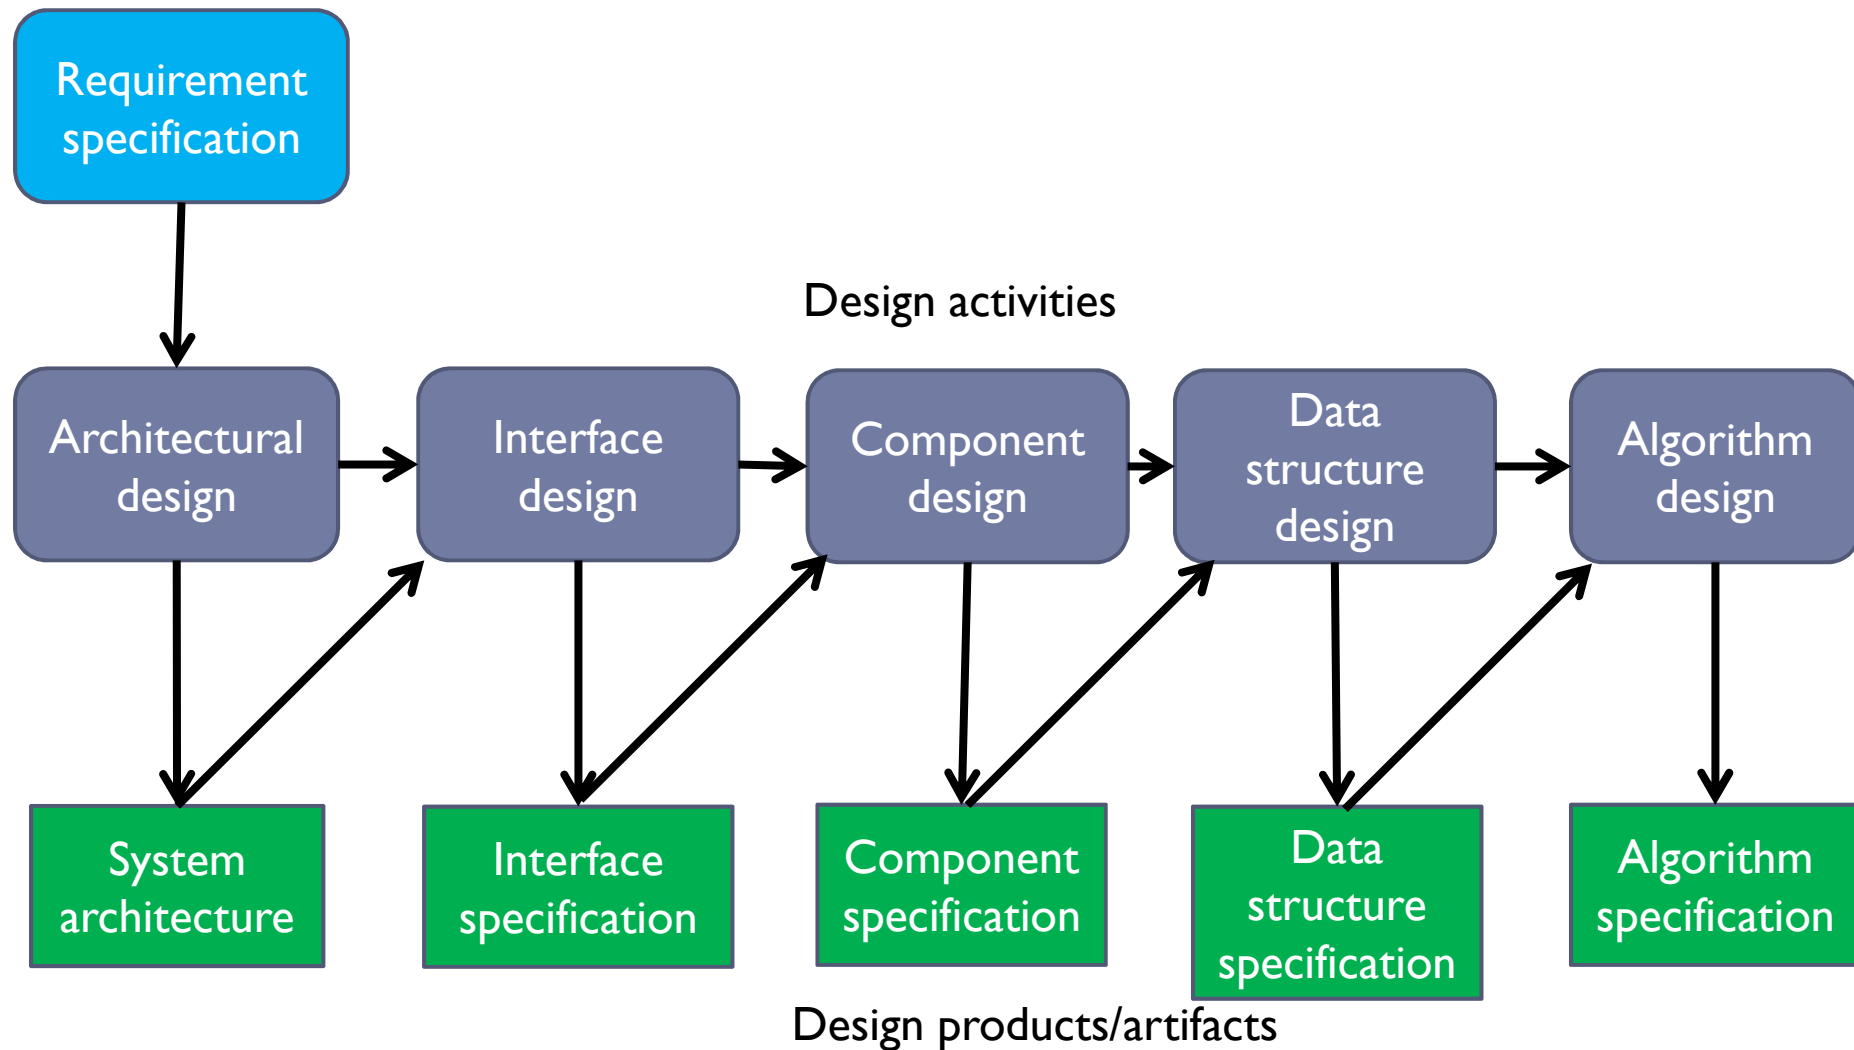 Requirement
specification
Design activities
Architectural
design
Interface
design
Component
design
Data
structure
design
Algorithm
design
System
architecture
Interface
specification
Component
specification
Data
structure
specification
Algorithm
specification
Design products/artifacts